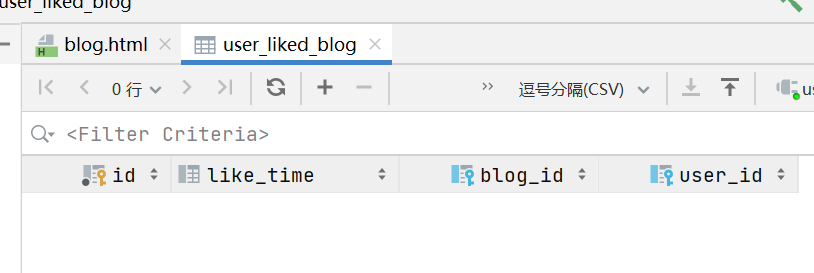 user_liked_blog
blog.html user_liked_blog
0 行 逗号分隔(CSV)
<Filter Criteria>
id like_time blog_id user_id